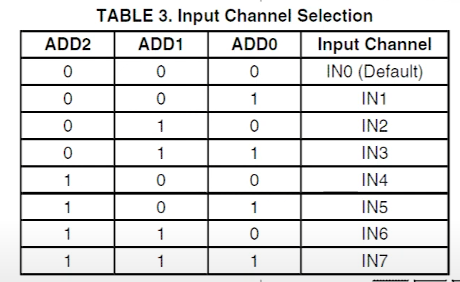 TABLE 3. Input Channel Selection
ADD2 ADD1 ADD0 Input Channel
0 0 0 IN0 (Default)
0 0 1 IN1
0 1 0 IN2
0 1 1 IN3
1 0 0 IN4
1 0 1 IN5
1 1 0 IN6
1 1 1 IN7